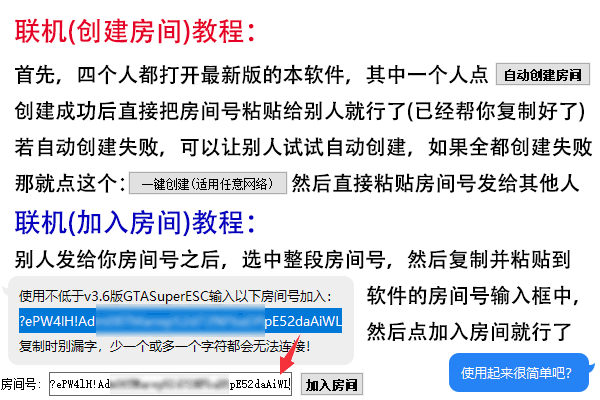 联机(创建房间)教程：
首先，四个人都打开最新版的本软件，其中一个人点 自动创建房间
创建成功后直接把房间号粘贴给别人就行了(已经帮你复制好了)
若自动创建失败，可以让别人试试自动创建，如果全都创建失败
那就点这个： 一键创建(适用任意网络) 然后直接粘贴房间号发给其他人
联机(加入房间)教程：
别人发给你房间号之后，选中整段房间号，然后复制并粘贴到
软件的房间号输入框中，
然后点加入房间就行了
使用不低于v3.6版GTASuperESC输入以下房间号加入：
?ePW4lH!Ad pE52daAiWL
复制时别漏字，少一个或多一个字符都会无法连接！
使用起来很简单吧？
房间号： ?ePW4lH!Ad pE52daAiWL 加入房间